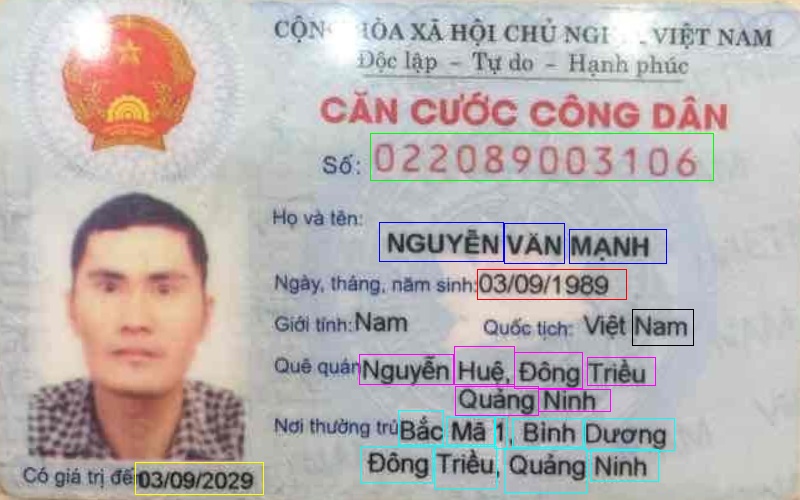 CỘN HÒA XÃ HỘI CHỦ NGH VIỆT NAM
Độc lập - Tự do - Hạnh phúc
CĂN CƯỚC CÔNG DÂN
Số: 022089003106
Họ và tên:
NGUYỄN VĂN MẠNH
Ngày, tháng, năm sinh: 03/09/1989
Giới tính: Nam Quốc tịch: Việt Nam
Quê quán Nguyễn Huệ, Đông Triều
Quảng Ninh
Nơi thường trú Bắc Mã 1, Bình Dương
Đông Triều, Quảng Ninh
Có giá trị đến 03/09/2029